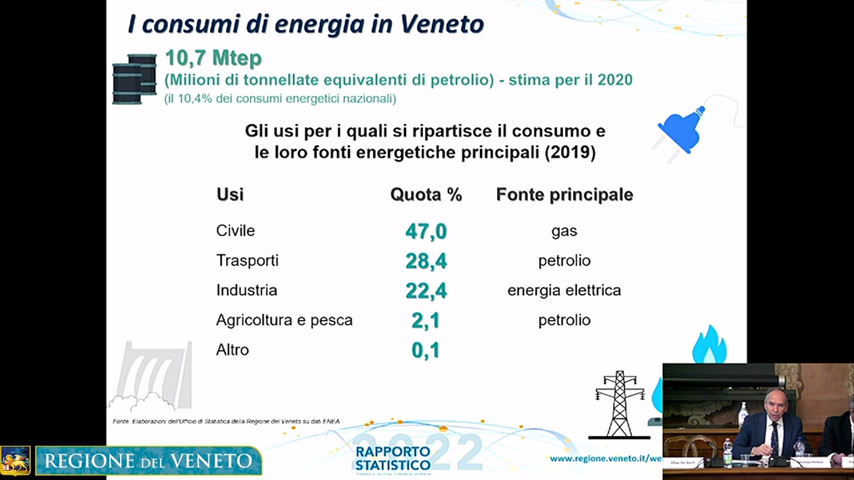 I consumi di energia in Veneto
10,7 Mtep
(Milioni di tonnellate equivalenti di petrolio) - stima per il 2020
(il 10,4% dei consumi energetici nazionali)
Gli usi per i quali si ripartisce il consumo e
le loro fonti energetiche principali (2019)
Usi Quota % Fonte principale
Civile 47,0 gas
Trasporti 28,4 petrolio
Industria 22,4 energia elettrica
Agricoltura e pesca 2,1 petrolio
Altro 0,1
Fonte: Elaborazioni dell'Ufficio di Statistica della Regione del Veneto su dati ENEA
2022
RAPPORTO
STATISTICO
www.regione.veneto.it/we
REGIONE DEL VENETO